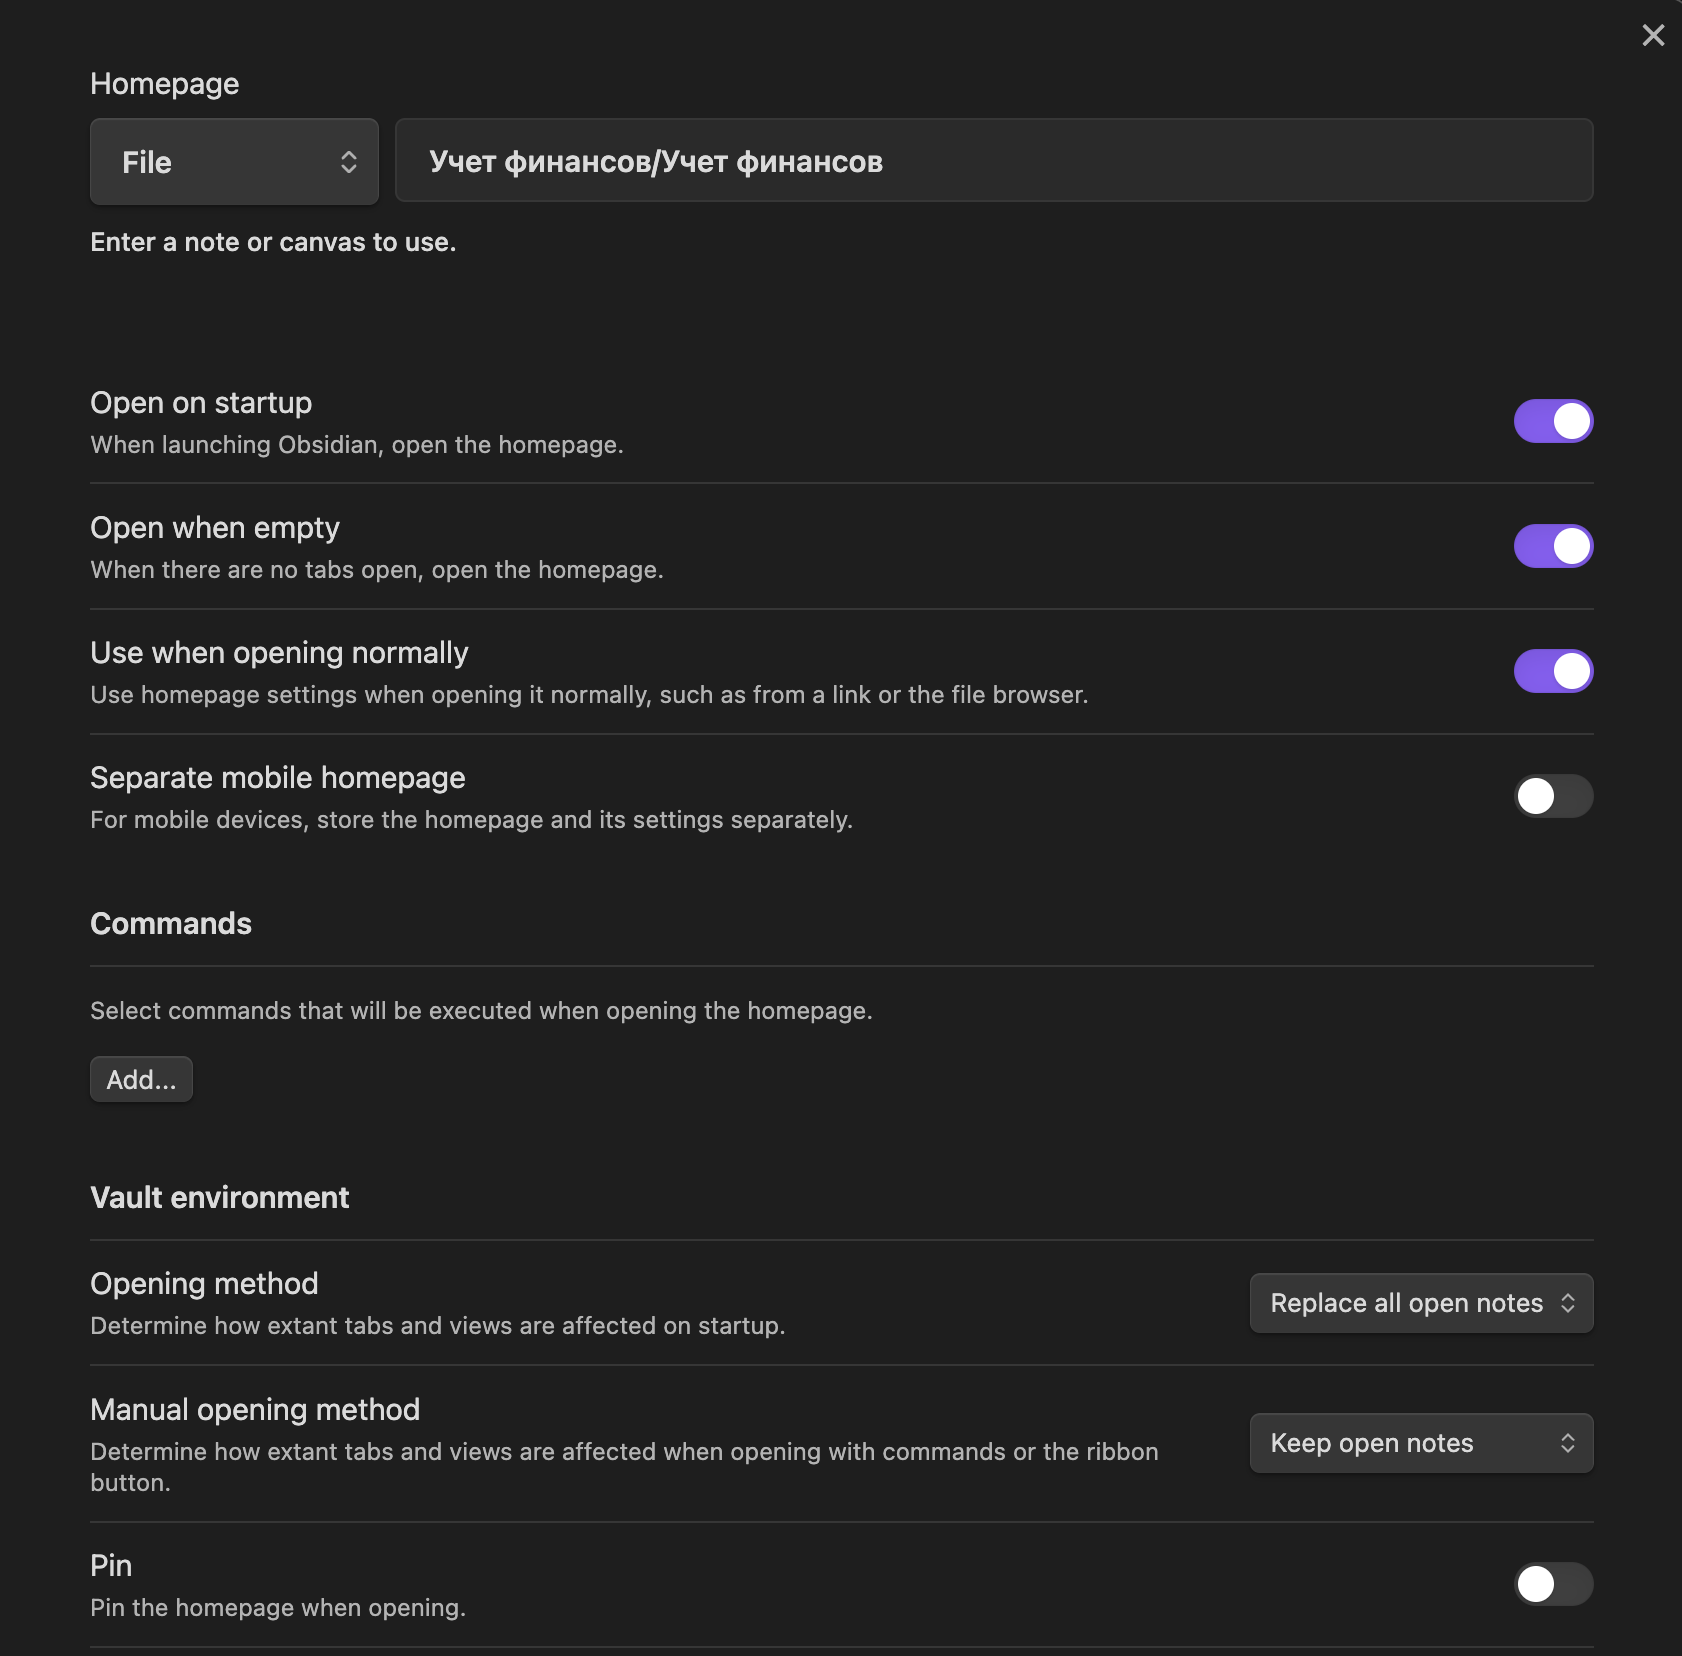 Homepage
File
Учет финансов/Учет финансов
Enter a note or canvas to use.
Open on startup
When launching Obsidian, open the homepage.
Open when empty
When there are no tabs open, open the homepage.
Use when opening normally
Use homepage settings when opening it normally, such as from a link or the file browser.
Separate mobile homepage
For mobile devices, store the homepage and its settings separately.
Commands
Select commands that will be executed when opening the homepage.
Add...
Vault environment
Opening method
Replace all open notes
Determine how extant tabs and views are affected on startup.
Manual opening method
Keep open notes
Determine how extant tabs and views are affected when opening with commands or the ribbon
button.
Pin
Pin the homepage when opening.